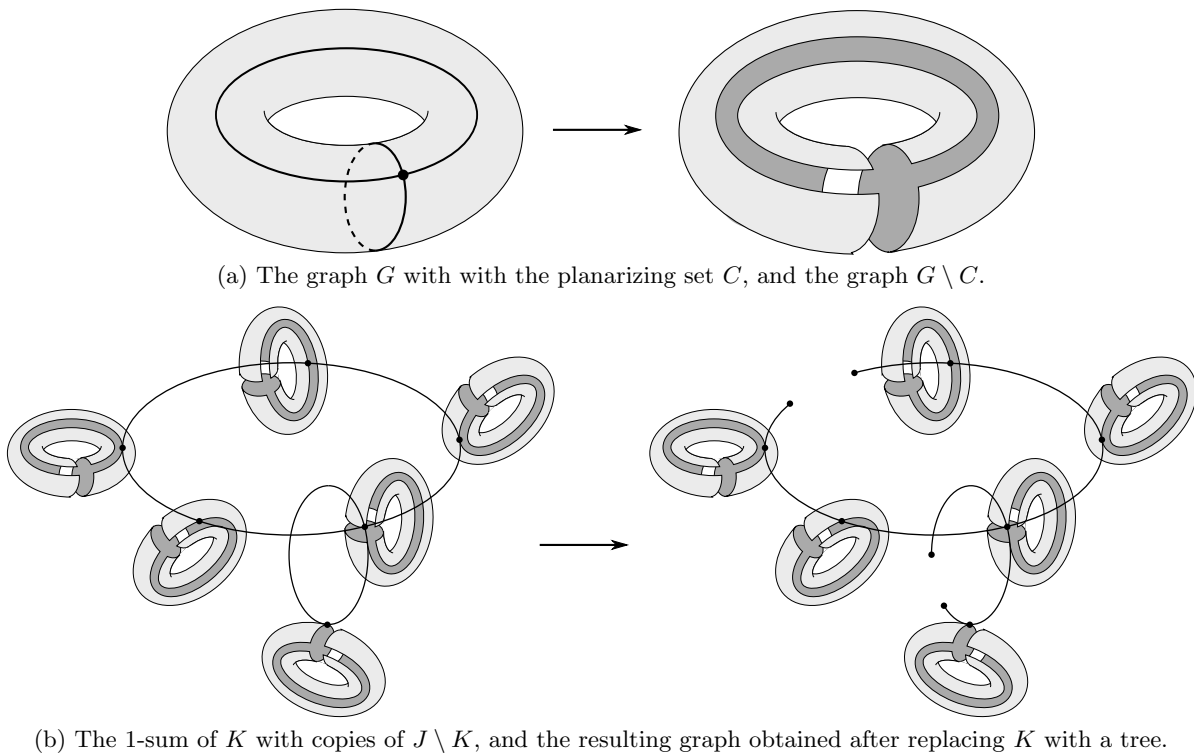 (a) The graph G with with the planarizing set C, and the graph G \ C.
(b) The 1-sum of K with copies of J \ K, and the resulting graph obtained after replacing K with a tree.